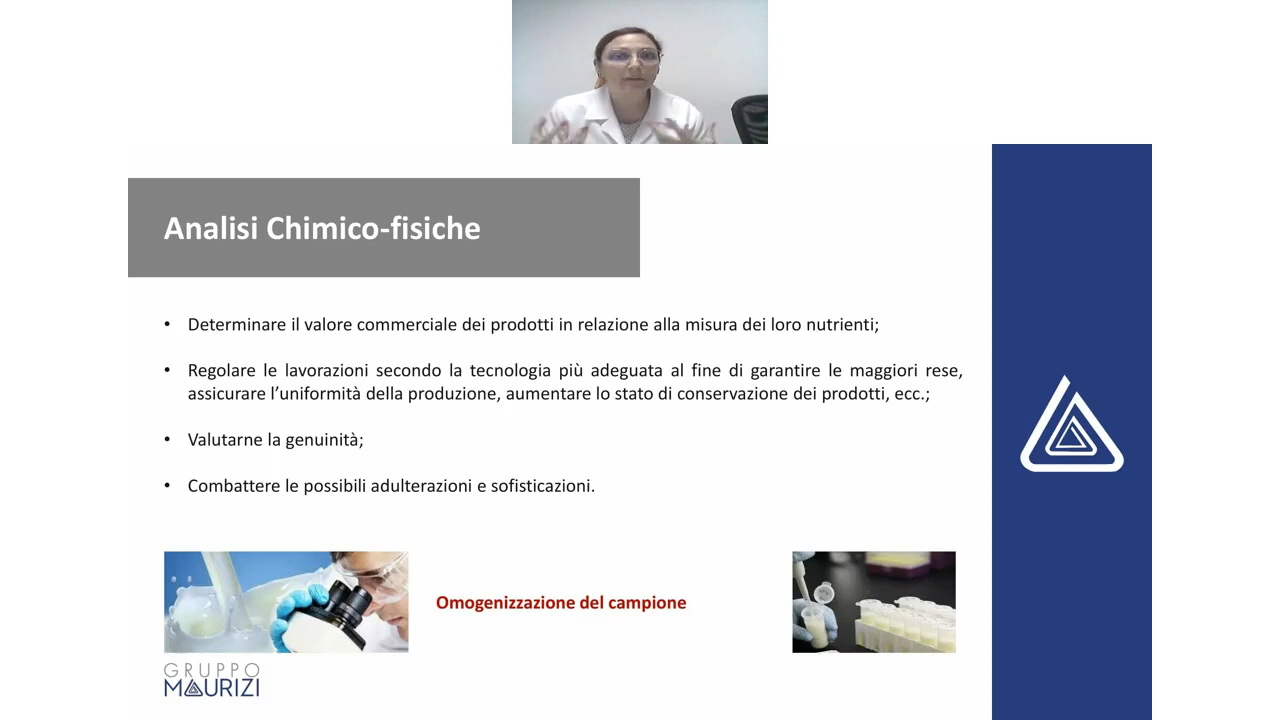 Analisi Chimico-fisiche
• Determinare il valore commerciale dei prodotti in relazione alla misura dei loro nutrienti;
• Regolare le lavorazioni secondo la tecnologia più adeguata al fine di garantire le maggiori rese,
assicurare l’uniformità della produzione, aumentare lo stato di conservazione dei prodotti, ecc.;
• Valutarne la genuinità;
• Combattere le possibili adulterazioni e sofisticazioni.
Omogenizzazione del campione
GRUPPO
MAURIZI